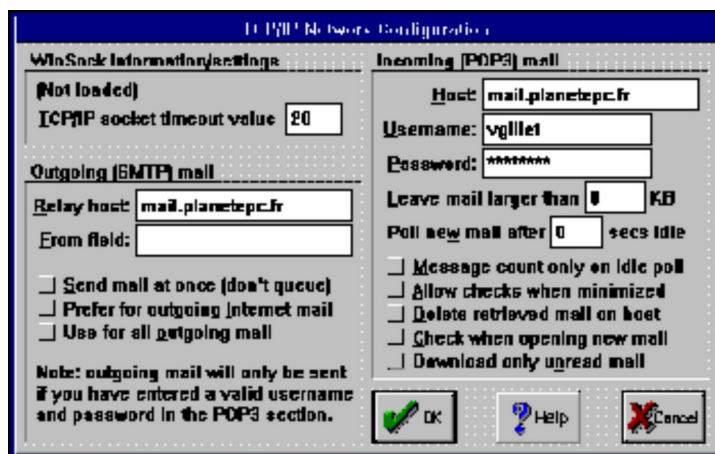 TCP/IP Network Configuration
WinSock information/settings
(Not loaded)
TCP/IP socket timeout value 20
Outgoing (SMTP) mail
Relay host: mail.planetepc.fr
From field:
Send mail at once (don't queue)
Prefer for outgoing Internet mail
Use for all outgoing mail
Note: outgoing mail will only be sent
if you have entered a valid username
and password in the POP3 section.
Incoming (POP3) mail
Host: mail.planetepc.fr
Username:
Password: ********
Leave mail larger than 0 KB
Poll new mail after 0 secs idle
Message count only on idle poll
Allow checks when minimized
Delete retrieved mail on host
Check when opening new mail
Download only unread mail
OK
Help
Cancel